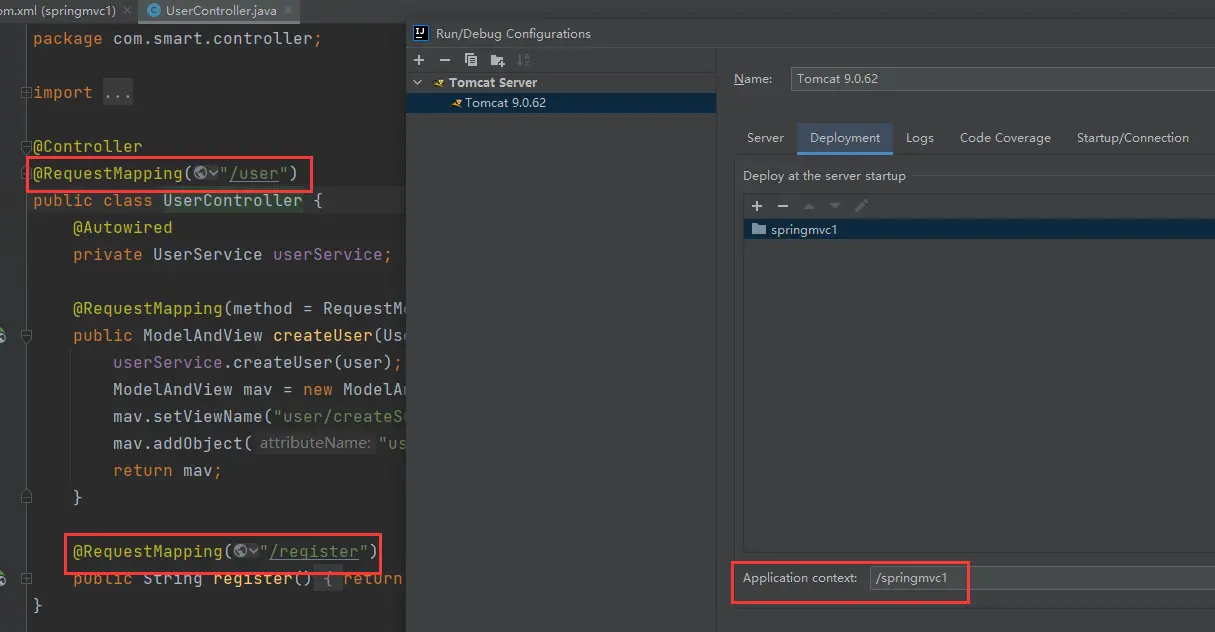 om.xml (springmvc1)
UserController.java
package com.smart.controller;
import ...
@Controller
@RequestMapping("/user")
public class UserController {
@Autowired
private UserService userService;
@RequestMapping(method = RequestMe
public ModelAndView createUser(Use
userService.createUser(user);
ModelAndView mav = new ModelAn
mav.setViewName("user/createSu
mav.addObject( attributeName: "us
return mav;
}
@RequestMapping("/register")
public String register() { return
}
Run/Debug Configurations
Tomcat Server
Tomcat 9.0.62
Name: Tomcat 9.0.62
Server Deployment Logs Code Coverage Startup/Connection
Deploy at the server startup
springmvc1
Application context: /springmvc1